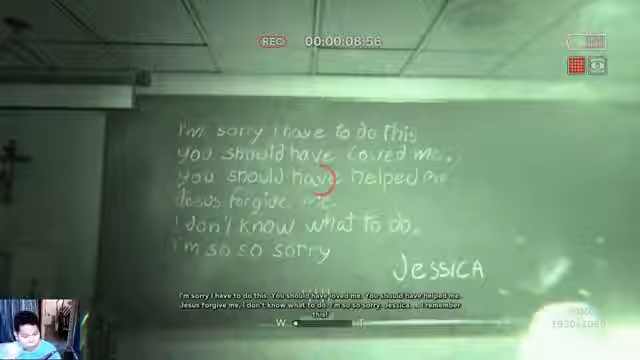 REC 00:00:08:56
I'm sorry I have to do this
you should have loved me.
you should have helped me
Jesus forgive me.
I don't know what to do.
I'm so so sorry
JESSICA
I'm sorry I have to do this. You should have loved me. You should have helped me.
Jesus forgive me, I don't know what to do. I'm so so sorry. Jessica. ... I remember
this!
W T